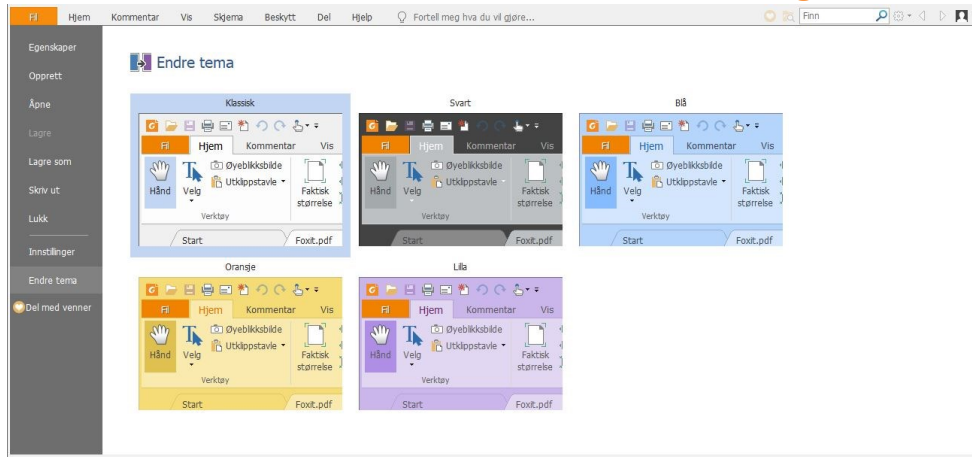 Fil Hjem Kommentar Vis Skjema Beskytt Del Hjelp Fortell meg hva du vil gjøre... Finn
Egenskaper
Opprett
Åpne
Lagre
Lagre som
Skriv ut
Lukk
Innstillinger
Endre tema
Del med venner
Endre tema
Klassisk
Fil Hjem Kommentar Vis
Hånd Velg Øyeblikksbilde
Utklippstavle
Faktisk
størrelse
Verktøy
Start Foxit.pdf
Svart
Fil Hjem Kommentar Vis
Hånd Velg Øyeblikksbilde
Utklippstavle
Faktisk
størrelse
Verktøy
Start Foxit.pdf
Blå
Fil Hjem Kommentar Vis
Hånd Velg Øyeblikksbilde
Utklippstavle
Faktisk
størrelse
Verktøy
Start Foxit.pdf
Oransje
Fil Hjem Kommentar Vis
Hånd Velg Øyeblikksbilde
Utklippstavle
Faktisk
størrelse
Verktøy
Start Foxit.pdf
Lilla
Fil Hjem Kommentar Vis
Hånd Velg Øyeblikksbilde
Utklippstavle
Faktisk
størrelse
Verktøy
Start Foxit.pdf